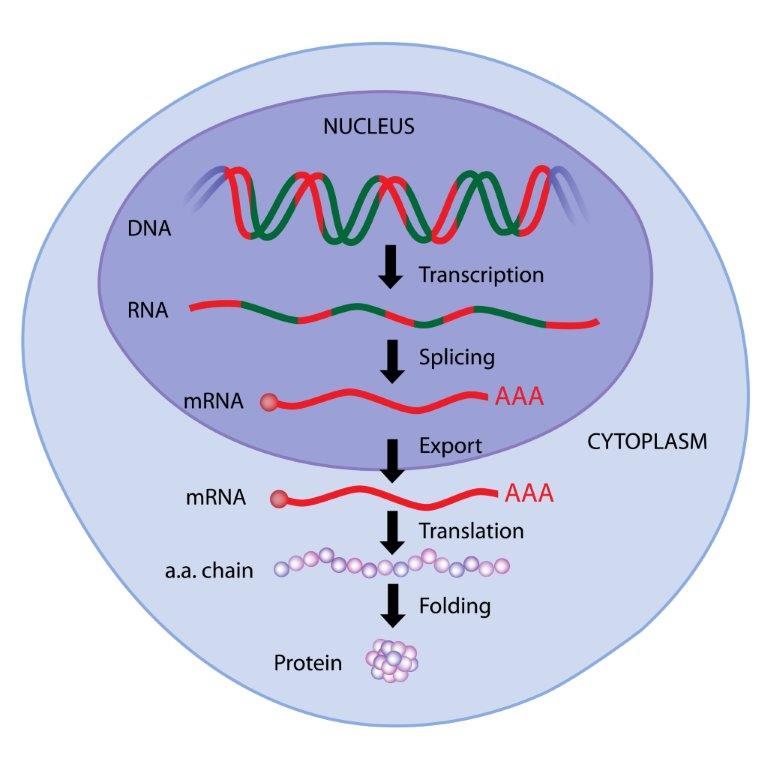 NUCLEUS
DNA
Transcription
RNA
Splicing
mRNA
AAA
Export
CYTOPLASM
mRNA
AAA
Translation
a.a. chain
Folding
Protein